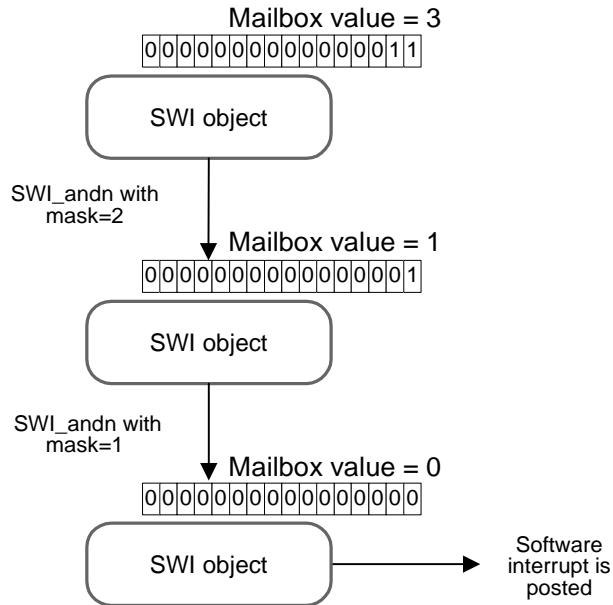 Mailbox value = 3
0000000000000011
SWI object
SWI_andn with
mask=2
Mailbox value = 1
0000000000000001
SWI object
SWI_andn with
mask=1
Mailbox value = 0
0000000000000000
SWI object
Software
interrupt is
posted